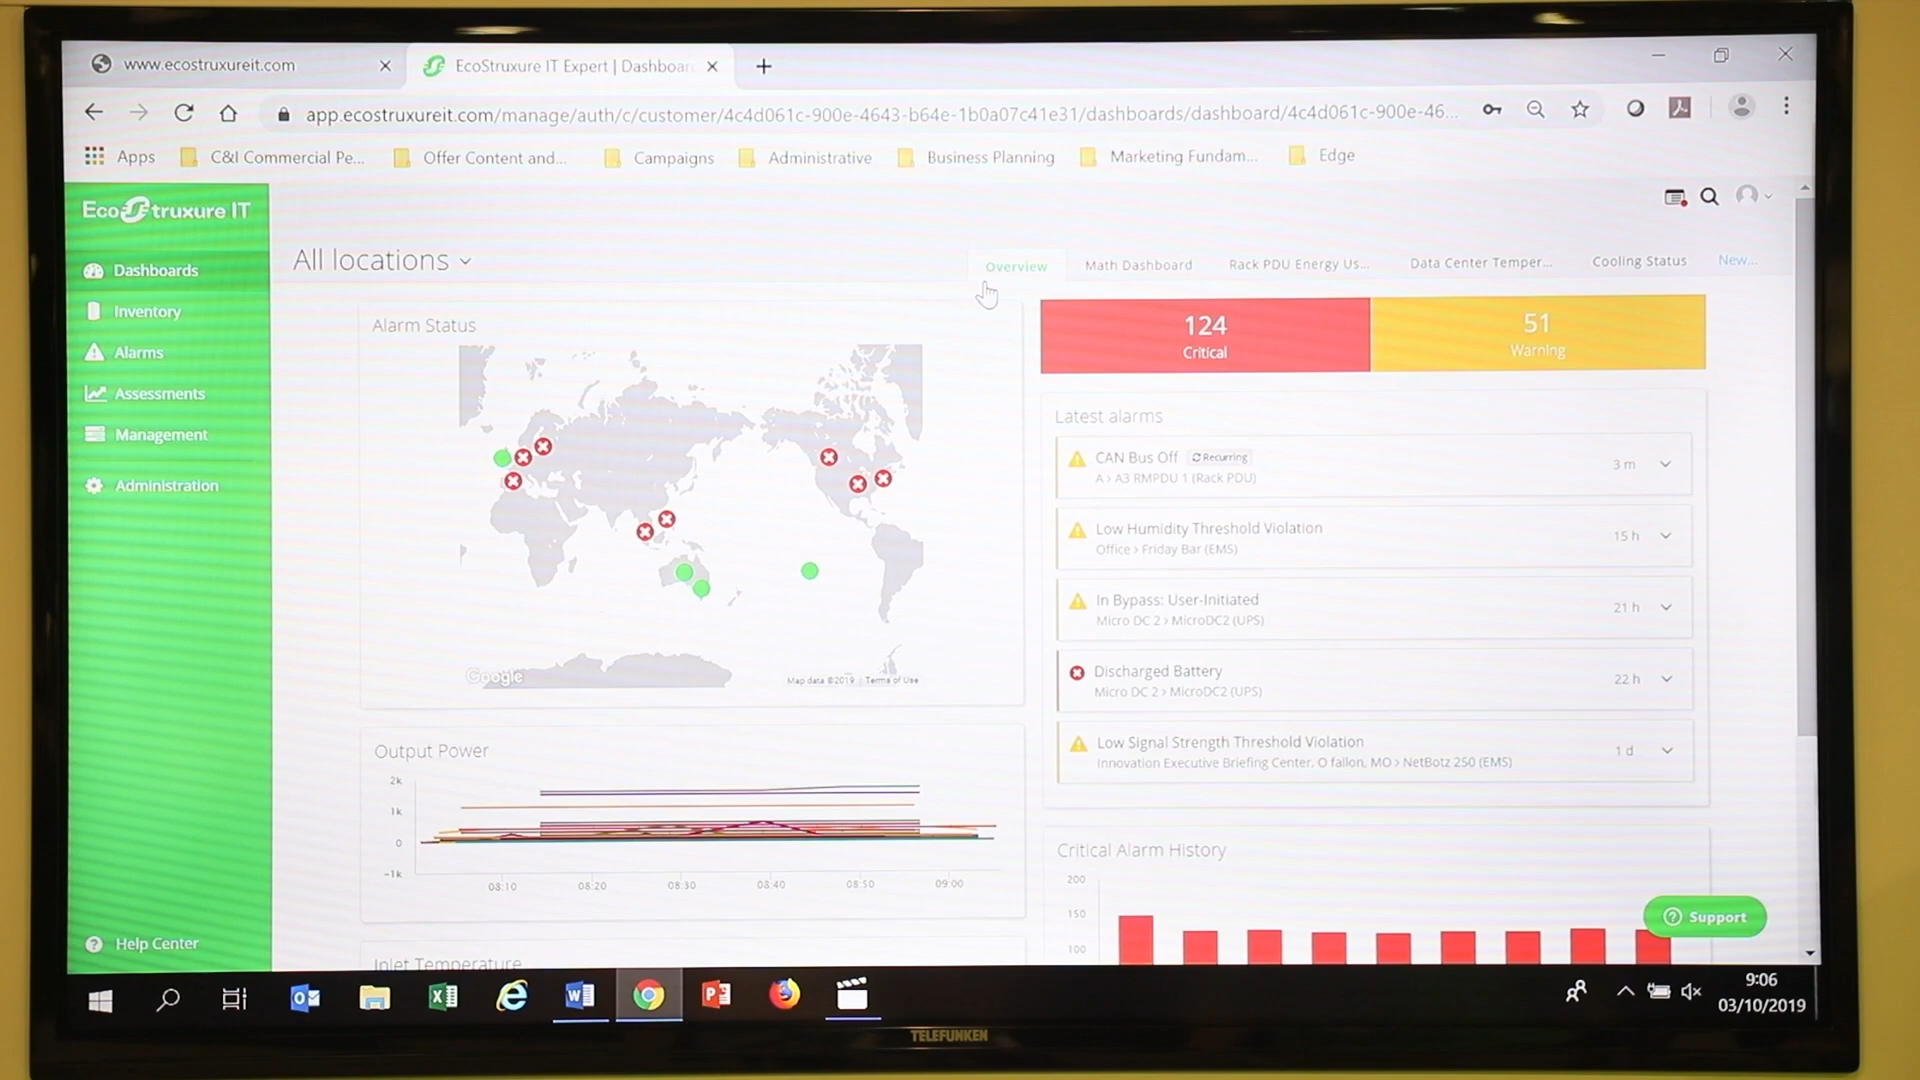 www.ecostruxureit.com
EcoStruxure IT Expert | Dashboar
app.ecostruxureit.com/manage/auth/c/customer/4c4d061c-900e-4643-b64e-1b0a07c41e31/dashboards/dashboard/4c4d061c-900e-46...
Apps
C&I Commercial Pe...
Offer Content and...
Campaigns
Administrative
Business Planning
Marketing Fundam...
Edge
EcoStruxure IT
Dashboards
Inventory
Alarms
Assessments
Management
Administration
Help Center
All locations
Overview
Math Dashboard
Rack PDU Energy Us...
Data Center Temper...
Cooling Status
New...
Alarm Status
Google
Map data ©2019
Terms of Use
124
Critical
51
Warning
Latest alarms
CAN Bus Off Recurring
A > A3 RMPDU 1 (Rack PDU)
3 m
Low Humidity Threshold Violation
Office > Friday Bar (EMS)
15 h
In Bypass: User-Initiated
Micro DC 2 > MicroDC2 (UPS)
21 h
Discharged Battery
Micro DC 2 > MicroDC2 (UPS)
22 h
Low Signal Strength Threshold Violation
Innovation Executive Briefing Center, O fallon, MO > NetBotz 250 (EMS)
1 d
Output Power
2k
1k
0
-1k
08:10 08:20 08:30 08:40 08:50 09:00
Inlet Temperature
Critical Alarm History
200
150
100
Support
9:06
03/10/2019
TELEFUNKEN